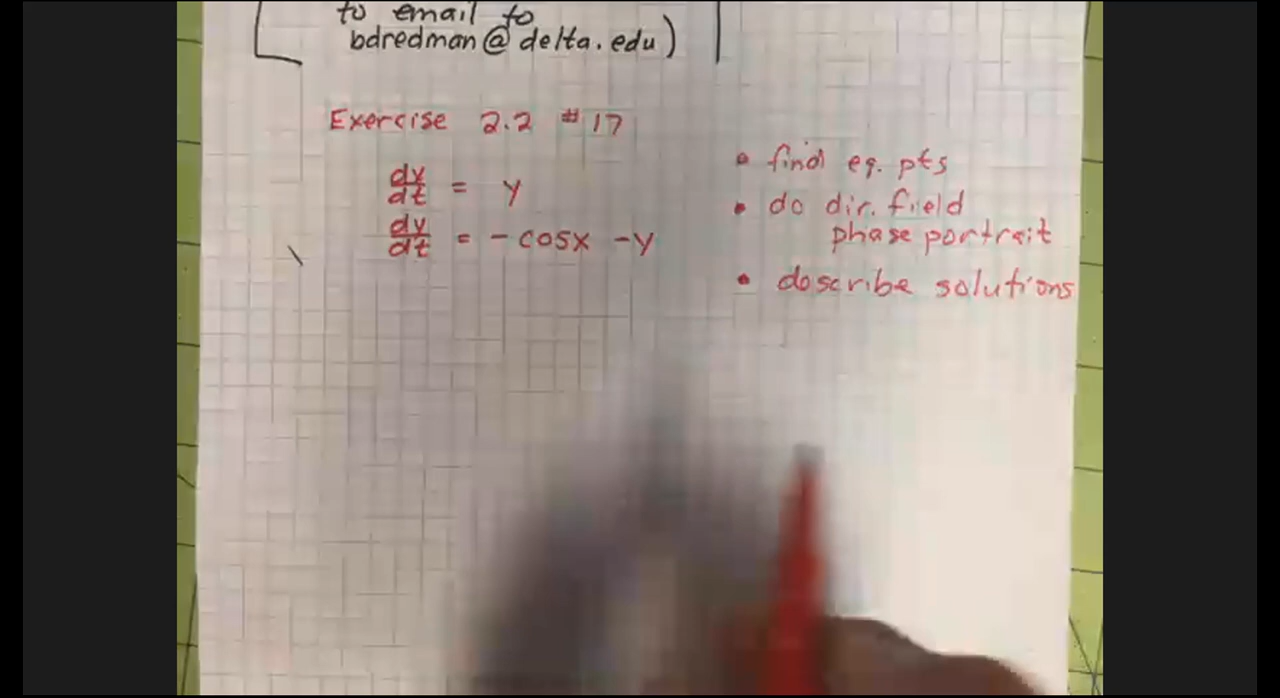 to email to
bdredman@delta.edu)
Exercise 2.2 #17
dx/dt = y
dy/dt = -cosx -y
• find eq. pts
• do dir. field
phase portrait
• describe solutions